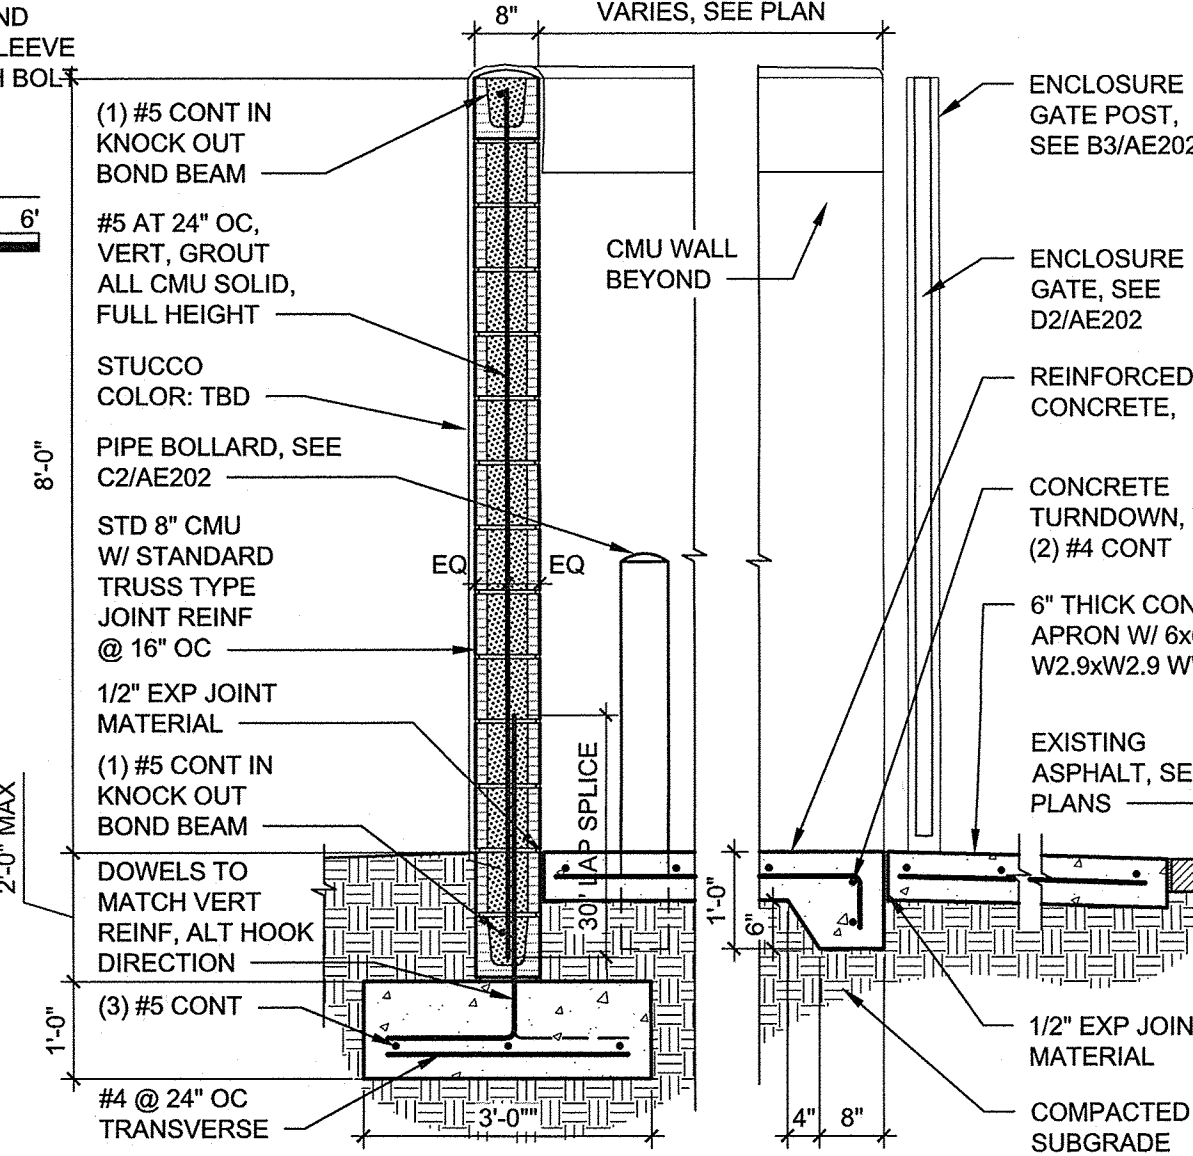 ND
LEEVE
H BOLT
6'
8"
VARIES, SEE PLAN
(1) #5 CONT IN
KNOCK OUT
BOND BEAM
#5 AT 24" OC,
VERT, GROUT
ALL CMU SOLID,
FULL HEIGHT
STUCCO
COLOR: TBD
PIPE BOLLARD, SEE
C2/AE202
STD 8" CMU
W/ STANDARD
TRUSS TYPE
JOINT REINF
@ 16" OC
1/2" EXP JOINT
MATERIAL
(1) #5 CONT IN
KNOCK OUT
BOND BEAM
DOWELS TO
MATCH VERT
REINF, ALT HOOK
DIRECTION
(3) #5 CONT
#4 @ 24" OC
TRANSVERSE
8'-0"
2'-0" MAX
1'-0"
EQ
EQ
CMU WALL
BEYOND
30" LAP SPLICE
1'-0"
6"
3'-0""
4"
8"
ENCLOSURE
GATE POST,
SEE B3/AE202
ENCLOSURE
GATE, SEE
D2/AE202
REINFORCED
CONCRETE,
CONCRETE
TURNDOWN,
(2) #4 CONT
6" THICK CON
APRON W/ 6x
W2.9xW2.9 W
EXISTING
ASPHALT, SE
PLANS
1/2" EXP JOIN
MATERIAL
COMPACTED
SUBGRADE